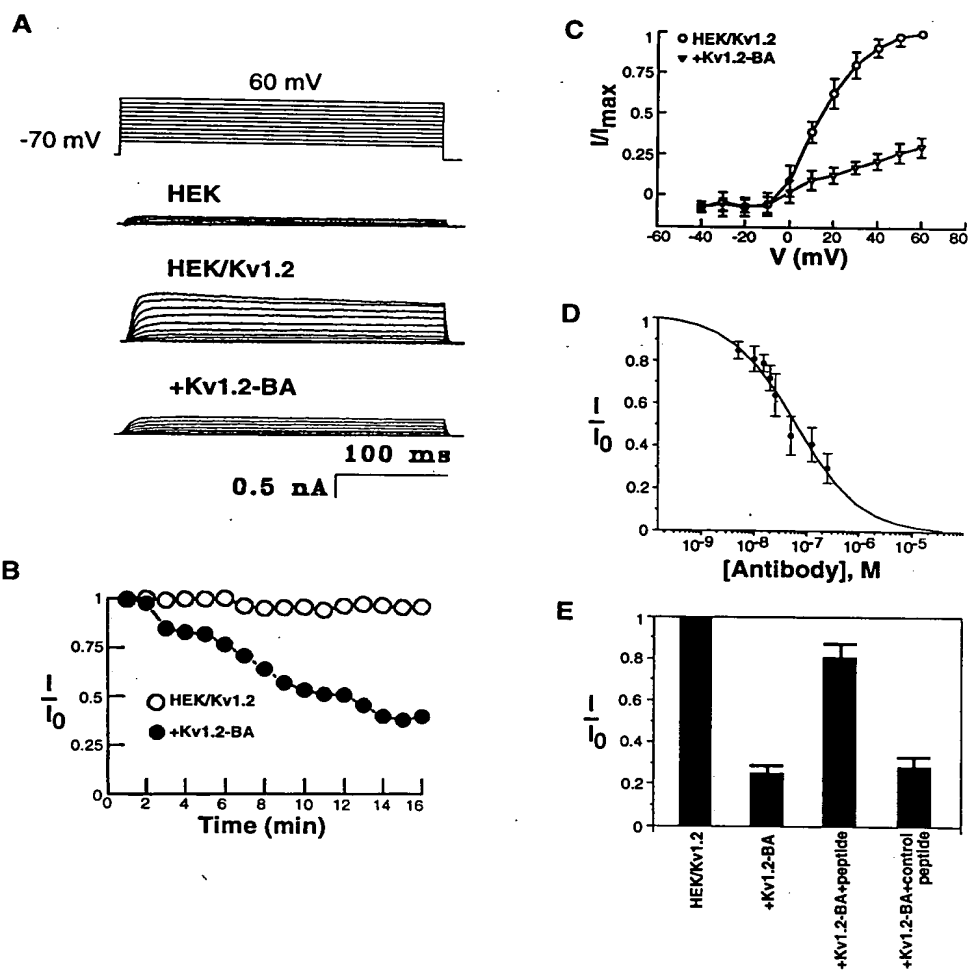 A
60 mV
-70 mV
HEK
HEK/Kv1.2
+Kv1.2-BA
100 ms
0.5 nA
B
1
0.75
0.5
0.25
0
I
I0
HEK/Kv1.2
+Kv1.2-BA
0 2 4 6 8 10 12 14 16
Time (min)
C
HEK/Kv1.2
+Kv1.2-BA
1
0.75
0.5
0.25
0
I/Imax
-60 -40 -20 0 20 40 60 80
V (mV)
D
1
0.8
0.6
0.4
0.2
0
I
I0
10-9 10-8 10-7 10-6 10-5
[Antibody], M
E
1
0.8
0.6
0.4
0.2
0
I
I0
HEK/Kv1.2
+Kv1.2-BA
+Kv1.2-BA+peptide
+Kv1.2-BA+control
peptide